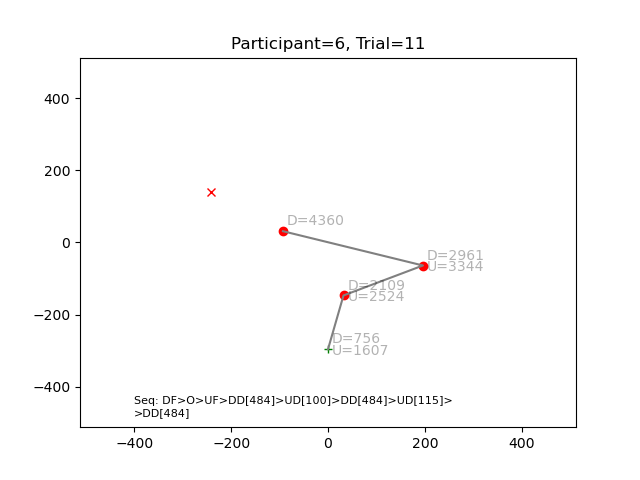 Participant=6, Trial=11
400
200
0
−200
−400
D=4360
D=2961
U=3344
D=2109
U=2524
D=756
U=1607
Seq: DF>O>UF>DD[484]>UD[100]>DD[484]>UD[115]>
>DD[484]
−400 −200 0 200 400